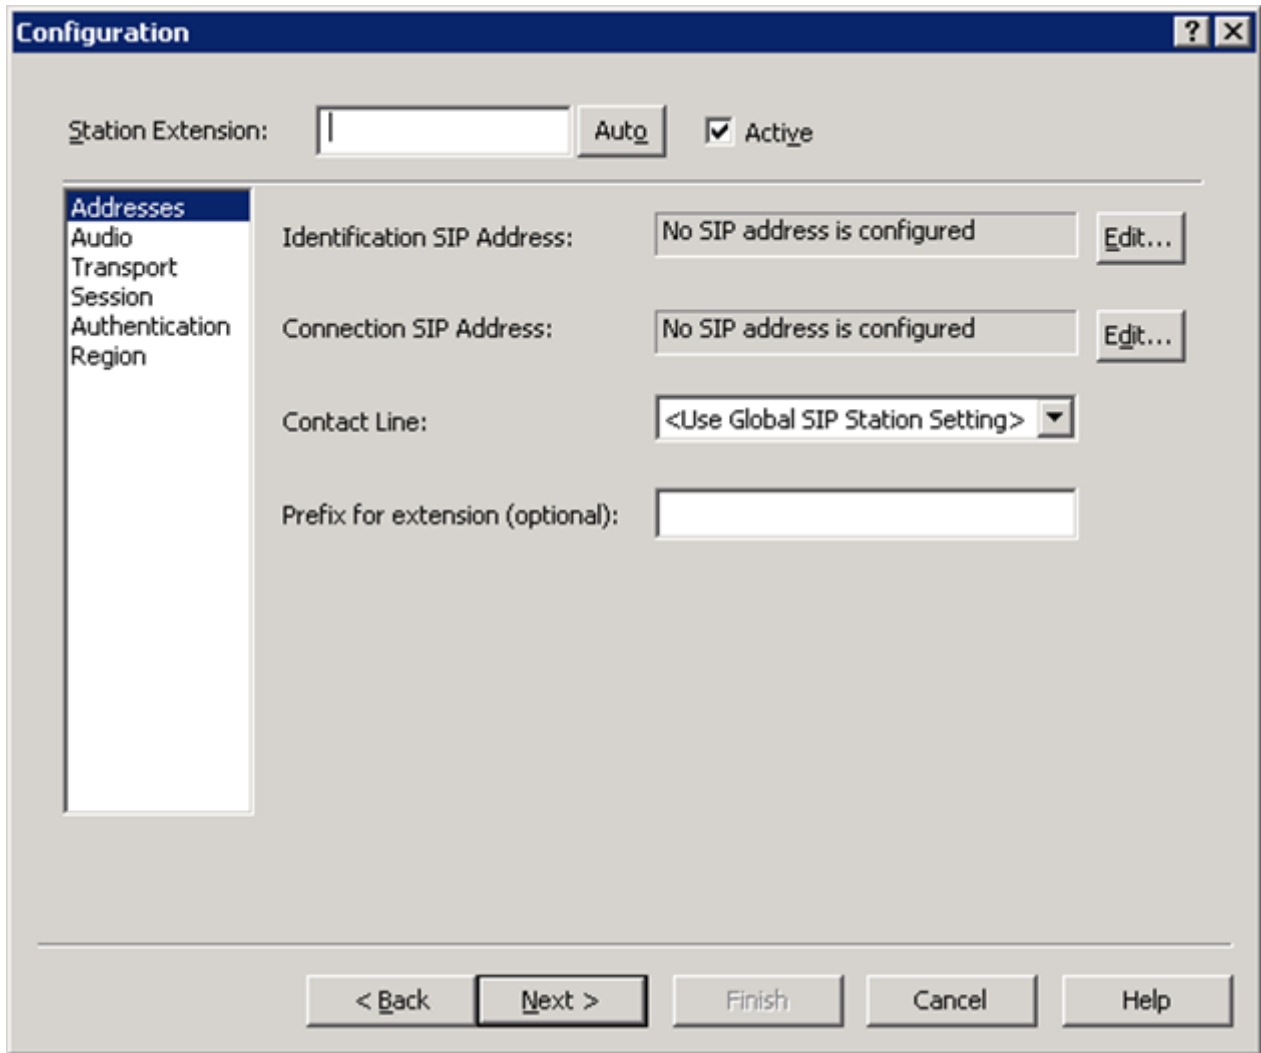 Configuration
Station Extension: Auto Active
Addresses
Audio
Transport
Session
Authentication
Region
Identification SIP Address: No SIP address is configured Edit...
Connection SIP Address: No SIP address is configured Edit...
Contact Line: <Use Global SIP Station Setting>
Prefix for extension (optional):
< Back Next > Finish Cancel Help